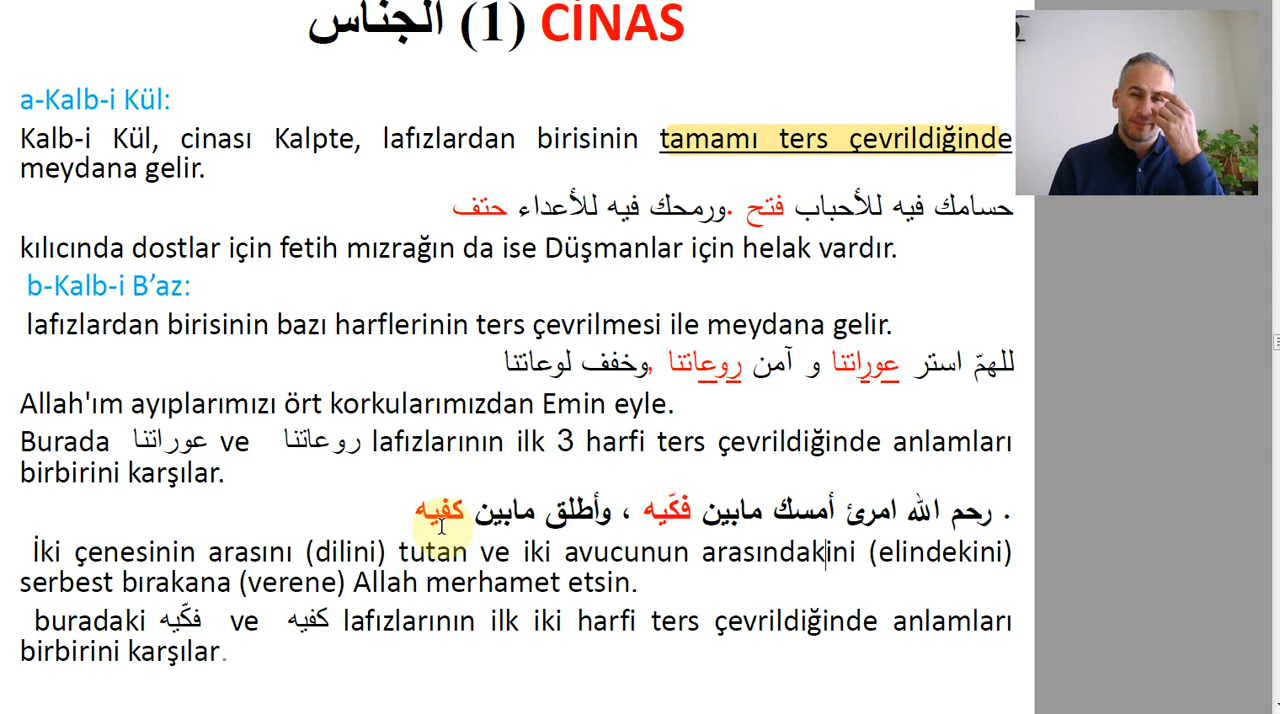 الجناس (1) CİNAS
a-Kalb-i Kül:
Kalb-i Kül, cinası Kalpte, lafızlardan birisinin tamamı ters çevrildiğinde
meydana gelir.
حسامك فيه للأحباب فتح .ورمحك فيه للأعداء حتف
kılıcında dostlar için fetih mızrağın da ise Düşmanlar için helak vardır.
b-Kalb-i B’az:
lafızlardan birisinin bazı harflerinin ters çevrilmesi ile meydana gelir.
للهمّ استر عوراتنا و آمن روعاتنا ,وخفف لوعاتنا
Allah'ım ayıplarımızı ört korkularımızdan Emin eyle.
Burada عوراتنا ve روعاتنا lafızlarının ilk 3 harfi ters çevrildiğinde anlamları
birbirini karşılar.
. رحم الله امرئ أمسك مابين فكّيه ، وأطلق مابين كفيه
İki çenesinin arasını (dilini) tutan ve iki avucunun arasındakini (elindekini)
serbest bırakana (verene) Allah merhamet etsin.
buradaki فكّيه ve كفيه lafızlarının ilk iki harfi ters çevrildiğinde anlamları
birbirini karşılar.